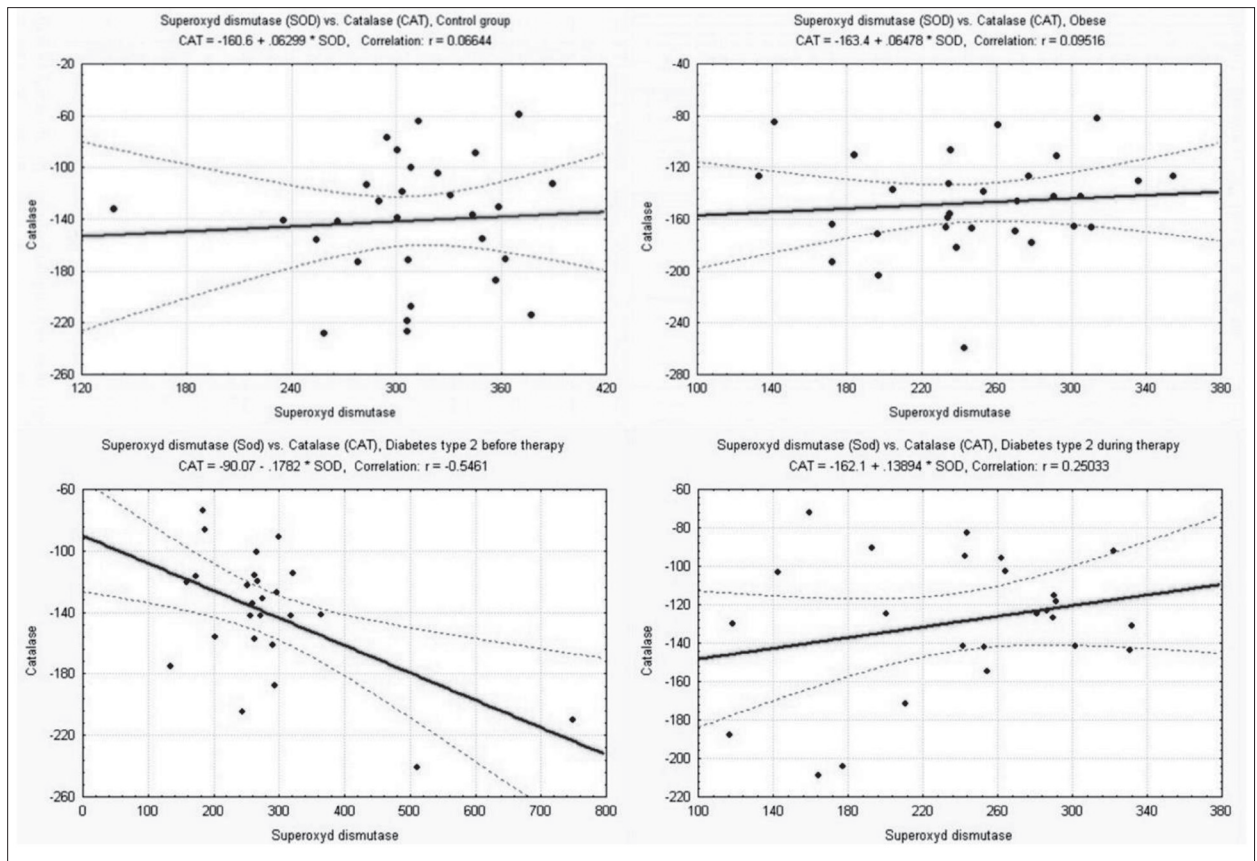 Superoxyd dismutase (SOD) vs. Catalase (CAT), Control group
CAT = -160.6 + .06299 * SOD, Correlation: r = 0.06644
-20
-60
-100
-140
-180
-220
-260
Catalase
120 180 240 300 360 420
Superoxyd dismutase
Superoxyd dismutase (SOD) vs. Catalase (CAT), Obese
CAT = -163.4 + .06478 * SOD, Correlation: r = 0.09516
-40
-80
-120
-160
-200
-240
-280
Catalase
100 140 180 220 260 300 340 380
Superoxyd dismutase
Superoxyd dismutase (Sod) vs. Catalase (CAT), Diabetes type 2 before therapy
CAT = -90.07 - .1782 * SOD, Correlation: r = -0.5461
-60
-100
-140
-180
-220
-260
Catalase
0 100 200 300 400 500 600 700 800
Superoxyd dismutase
Superoxyd dismutase (Sod) vs. Catalase (CAT), Diabetes type 2 during therapy
CAT = -162.1 + .13894 * SOD, Correlation: r = 0.25033
-60
-80
-100
-120
-140
-160
-180
-200
-220
Catalase
100 140 180 220 260 300 340 380
Superoxyd dismutase